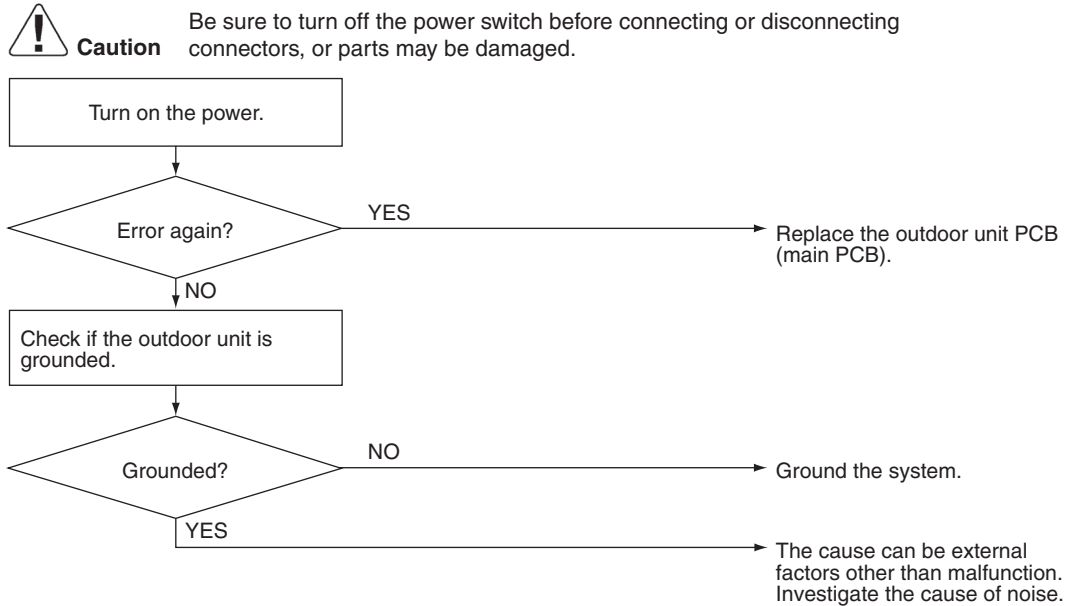 Caution
Be sure to turn off the power switch before connecting or disconnecting
connectors, or parts may be damaged.
Turn on the power.
Error again?
YES
Replace the outdoor unit PCB
(main PCB).
NO
Check if the outdoor unit is
grounded.
Grounded?
NO
Ground the system.
YES
The cause can be external
factors other than malfunction.
Investigate the cause of noise.